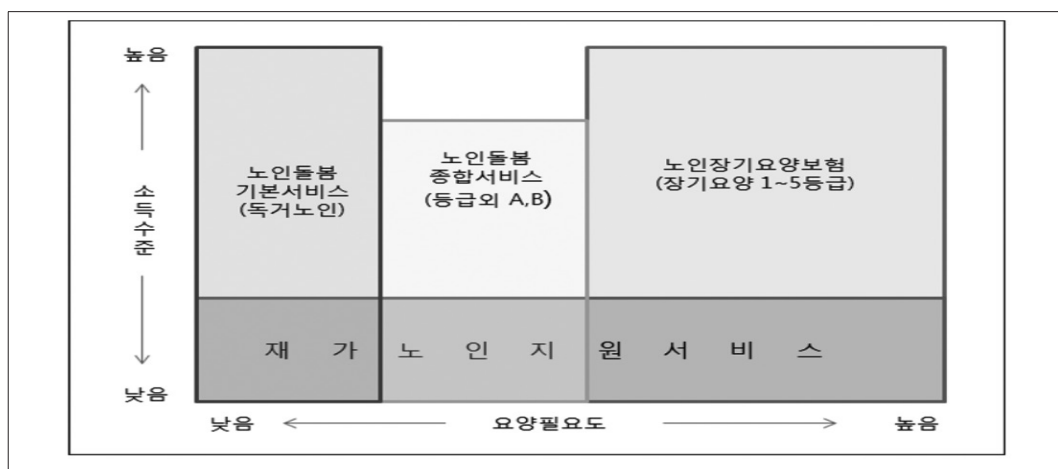 높음
소득수준
낮음
노인돌봄
기본서비스
(독거노인)
노인돌봄
종합서비스
(등급외 A,B)
노인장기요양보험
(장기요양 1~5등급)
재 가 노 인 지 원 서 비 스
낮음 요양필요도 높음